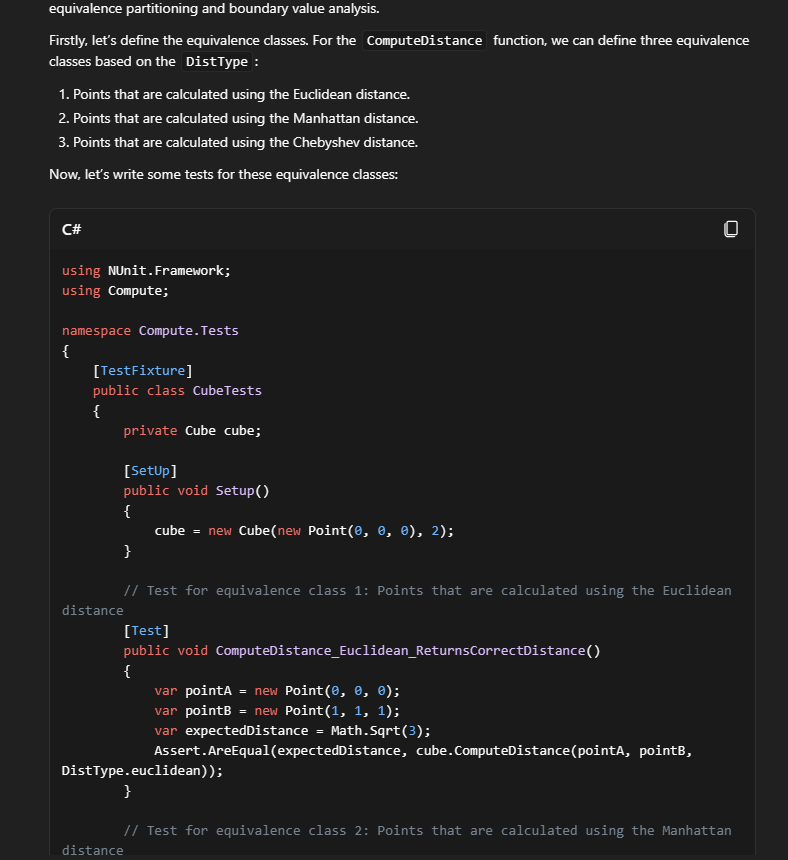 equivalence partitioning and boundary value analysis.
Firstly, let's define the equivalence classes. For the ComputeDistance function, we can define three equivalence
classes based on the DistType :
1. Points that are calculated using the Euclidean distance.
2. Points that are calculated using the Manhattan distance.
3. Points that are calculated using the Chebyshev distance.
Now, let's write some tests for these equivalence classes:
C#
using NUnit.Framework;
using Compute;
namespace Compute.Tests
{
[TestFixture]
public class CubeTests
{
private Cube cube;
[SetUp]
public void Setup()
{
cube = new Cube(new Point(0, 0, 0), 2);
}
// Test for equivalence class 1: Points that are calculated using the Euclidean
distance
[Test]
public void ComputeDistance_Euclidean_ReturnsCorrectDistance()
{
var pointA = new Point(0, 0, 0);
var pointB = new Point(1, 1, 1);
var expectedDistance = Math.Sqrt(3);
Assert.AreEqual(expectedDistance, cube.ComputeDistance(pointA, pointB,
DistType.euclidean));
}
// Test for equivalence class 2: Points that are calculated using the Manhattan
distance